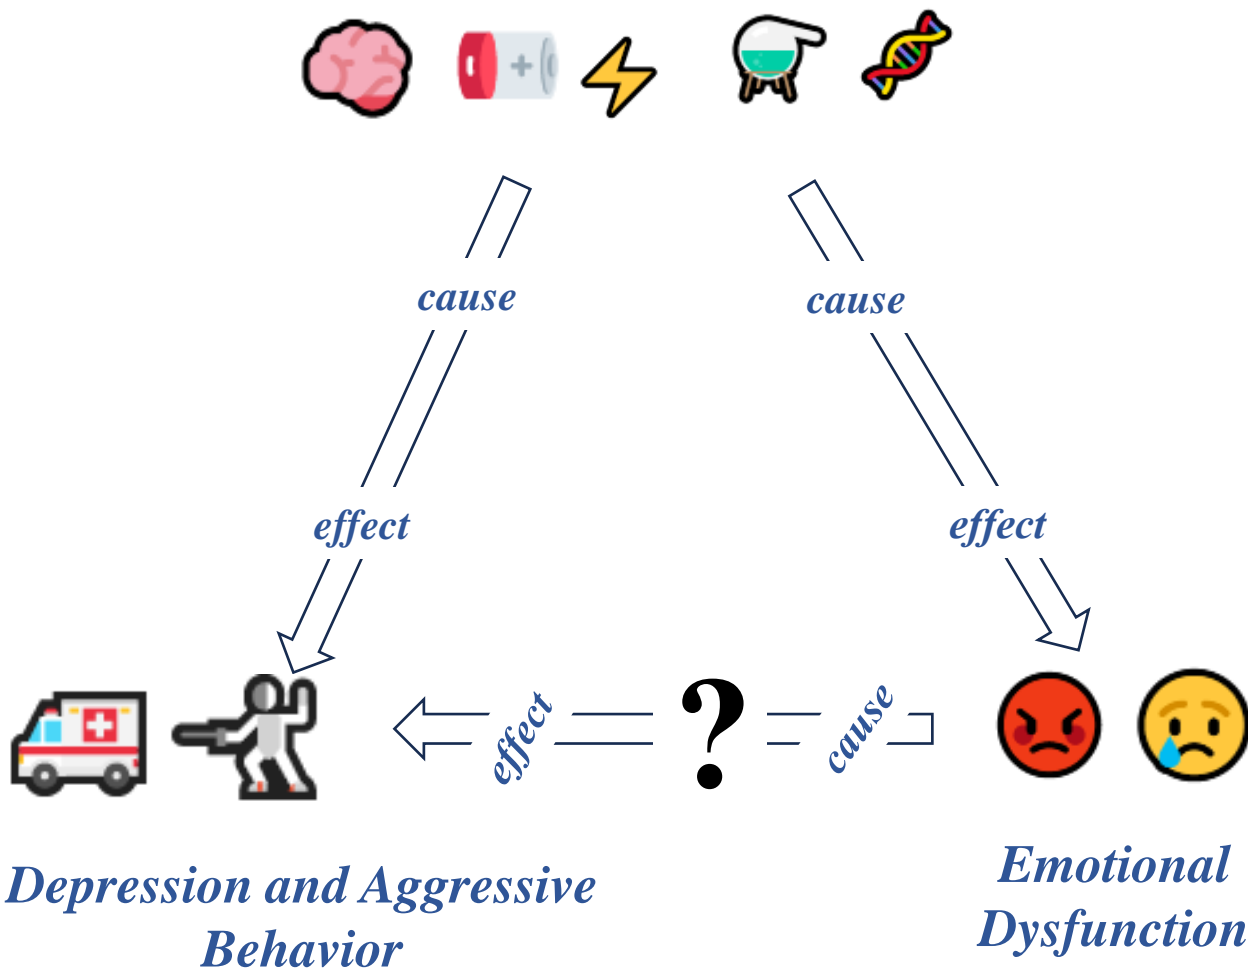 cause
cause
effect
effect
effect
?
cause
Depression and Aggressive
Behavior
Emotional
Dysfunction